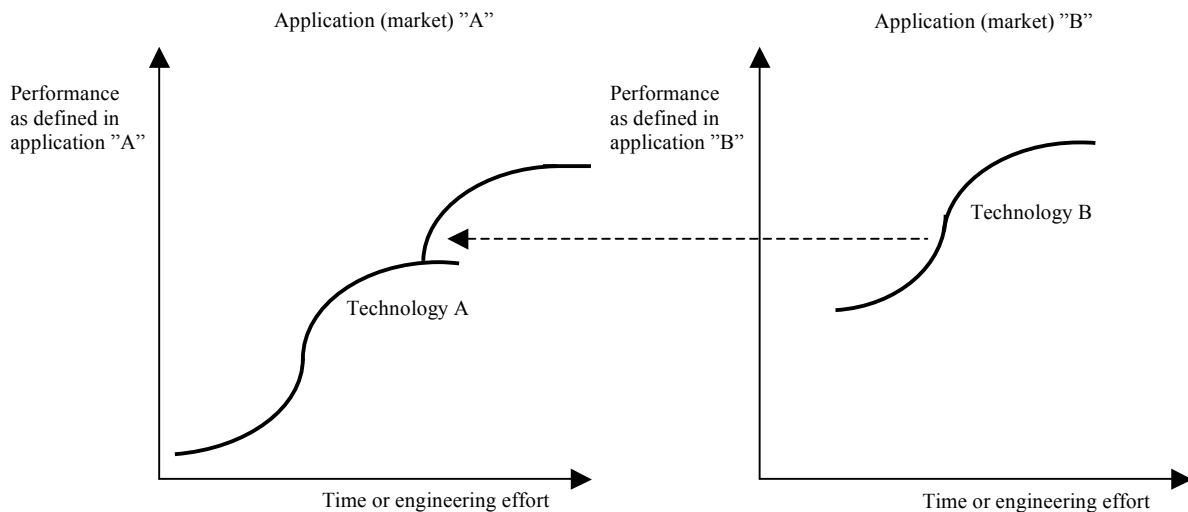 Application (market) ”A”
Performance
as defined in
application ”A”
Technology A
Time or engineering effort
Application (market) ”B”
Performance
as defined in
application ”B”
Technology B
Time or engineering effort